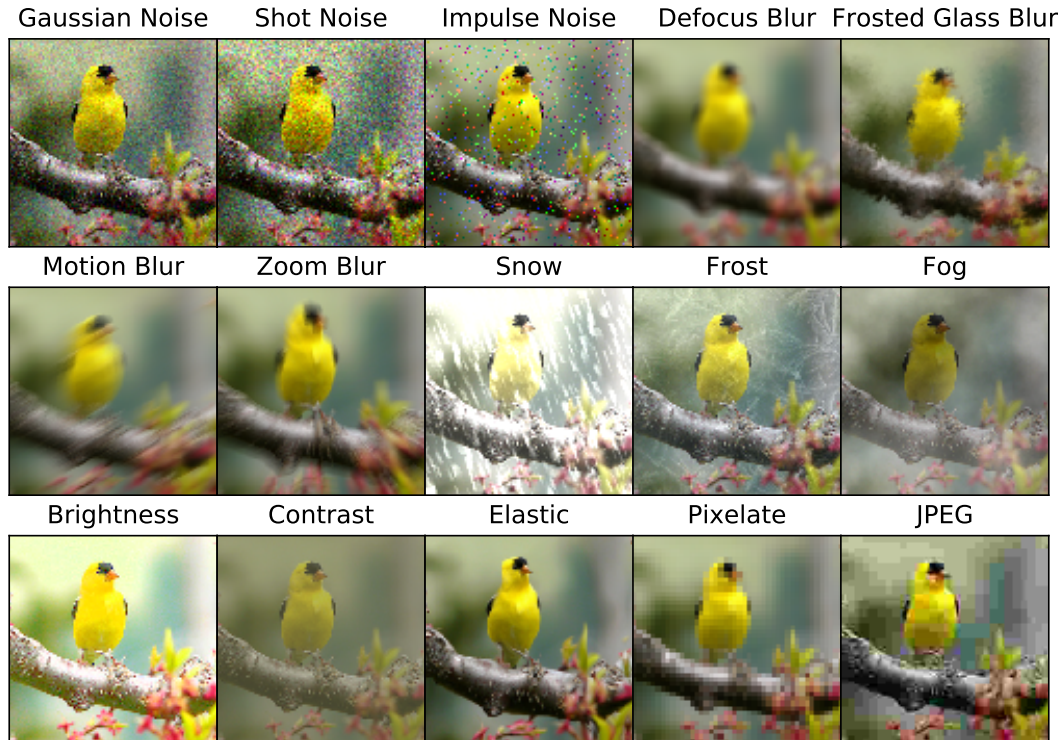 Gaussian Noise Shot Noise Impulse Noise Defocus Blur Frosted Glass Blur
Motion Blur Zoom Blur Snow Frost Fog
Brightness Contrast Elastic Pixelate JPEG